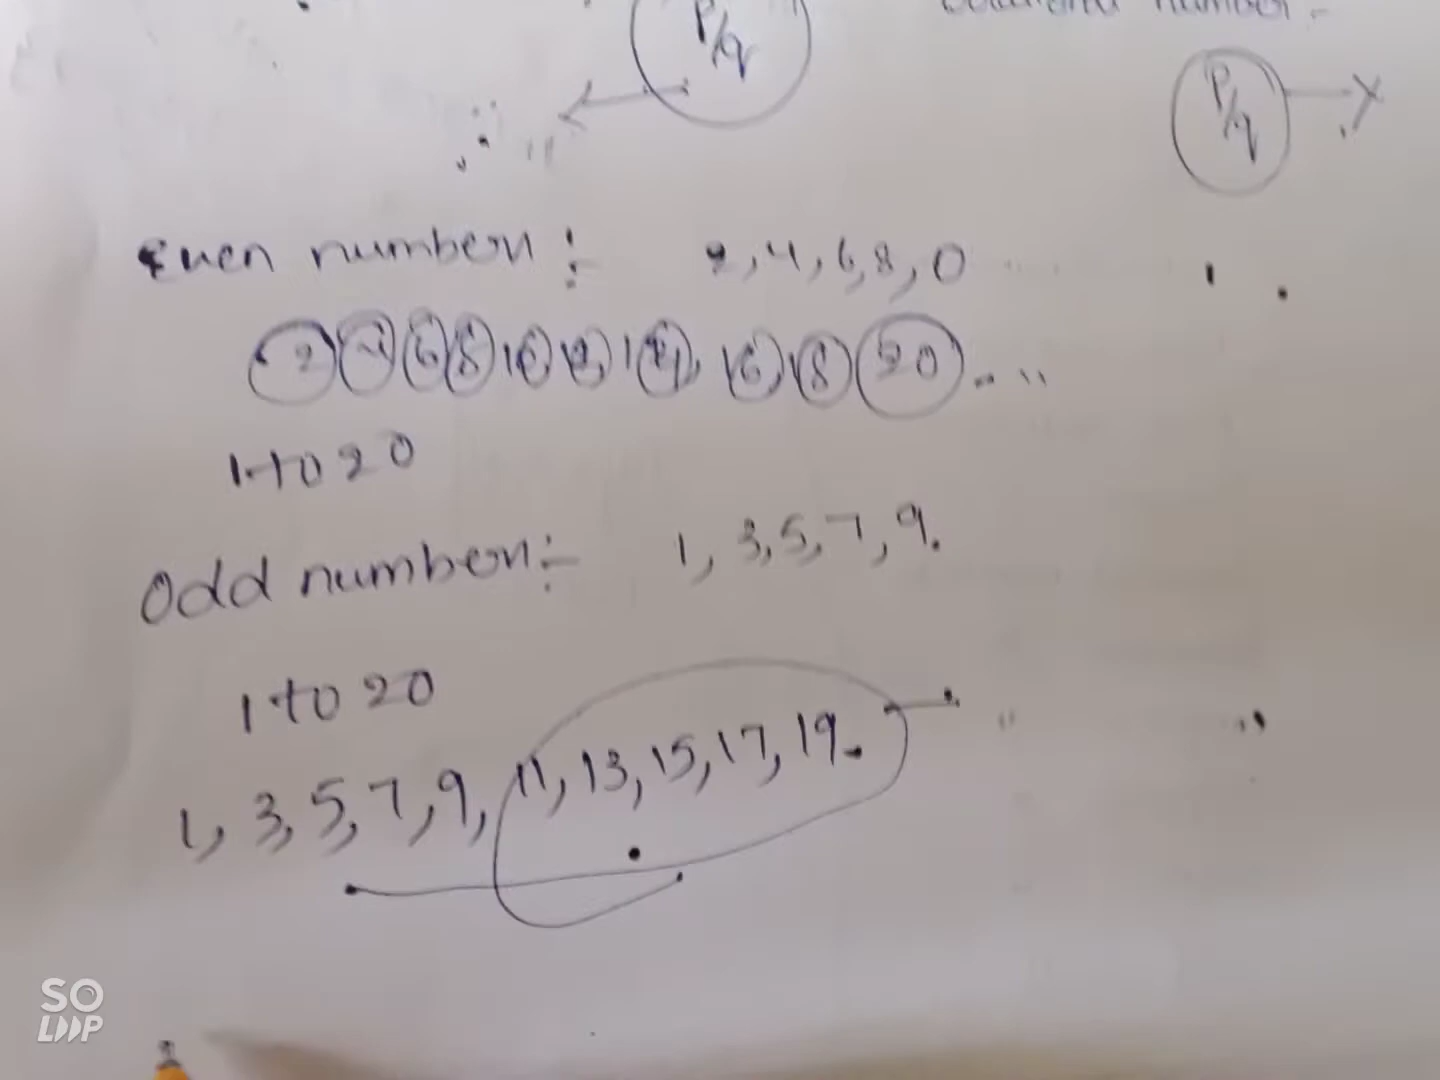 P/q
number :-
P/q
Even number :- 2, 4, 6, 8, 0
2 4 6 8 10 12, 14, 16, 18 20 ....
1 to 20
Odd number :- 1, 3, 5, 7, 9.
1 to 20
1, 3, 5, 7, 9, 11, 13, 15, 17, 19.
SO
LOOP